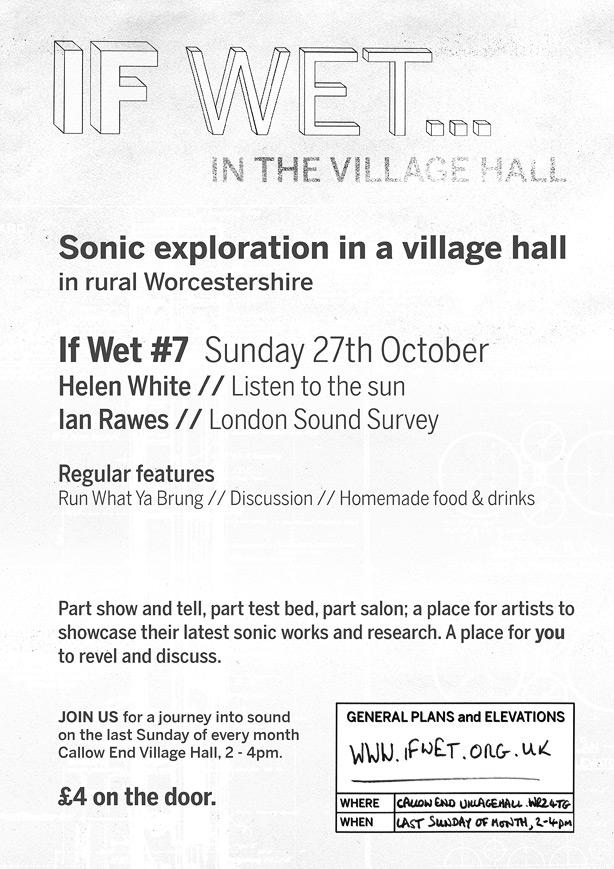 IF WET...
IN THE VILLAGE HALL
Sonic exploration in a village hall
in rural Worcestershire
If Wet #7 Sunday 27th October
Helen White // Listen to the sun
Ian Rawes // London Sound Survey
Regular features
Run What Ya Brung // Discussion // Homemade food & drinks
Part show and tell, part test bed, part salon; a place for artists to
showcase their latest sonic works and research. A place for you
to revel and discuss.
JOIN US for a journey into sound
on the last Sunday of every month
Callow End Village Hall, 2 - 4pm.
£4 on the door.
GENERAL PLANS and ELEVATIONS
WWW.IFWET.ORG.UK
WHERE CALLOW END VILLAGE HALL. WR2 4TG
WHEN LAST SUNDAY OF MONTH, 2-4pm